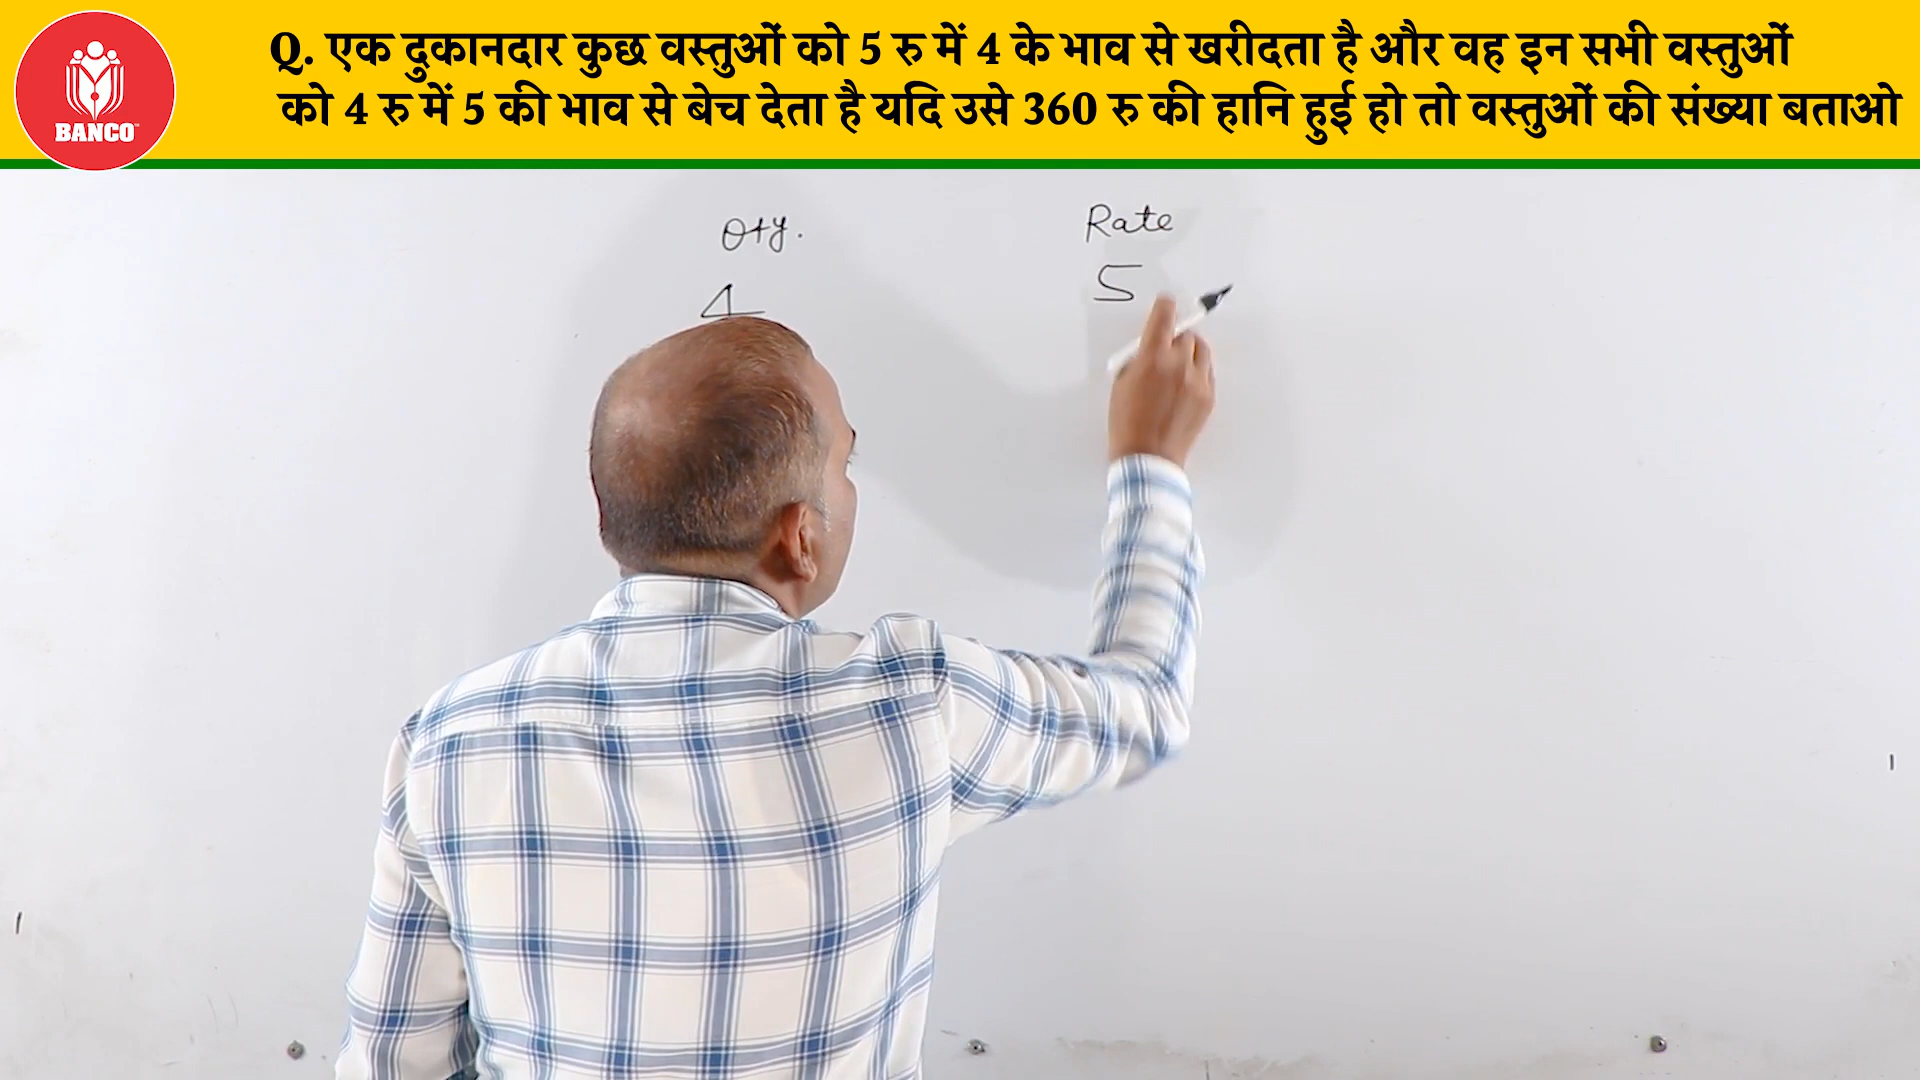 Q. एक दुकानदार कुछ वस्तुओं को 5 रु में 4 के भाव से खरीदता है और वह इन सभी वस्तुओं
को 4 रु में 5 की भाव से बेच देता है यदि उसे 360 रु की हानि हुई हो तो वस्तुओं की संख्या बताओ
BANCO
Qty. Rate
4 5